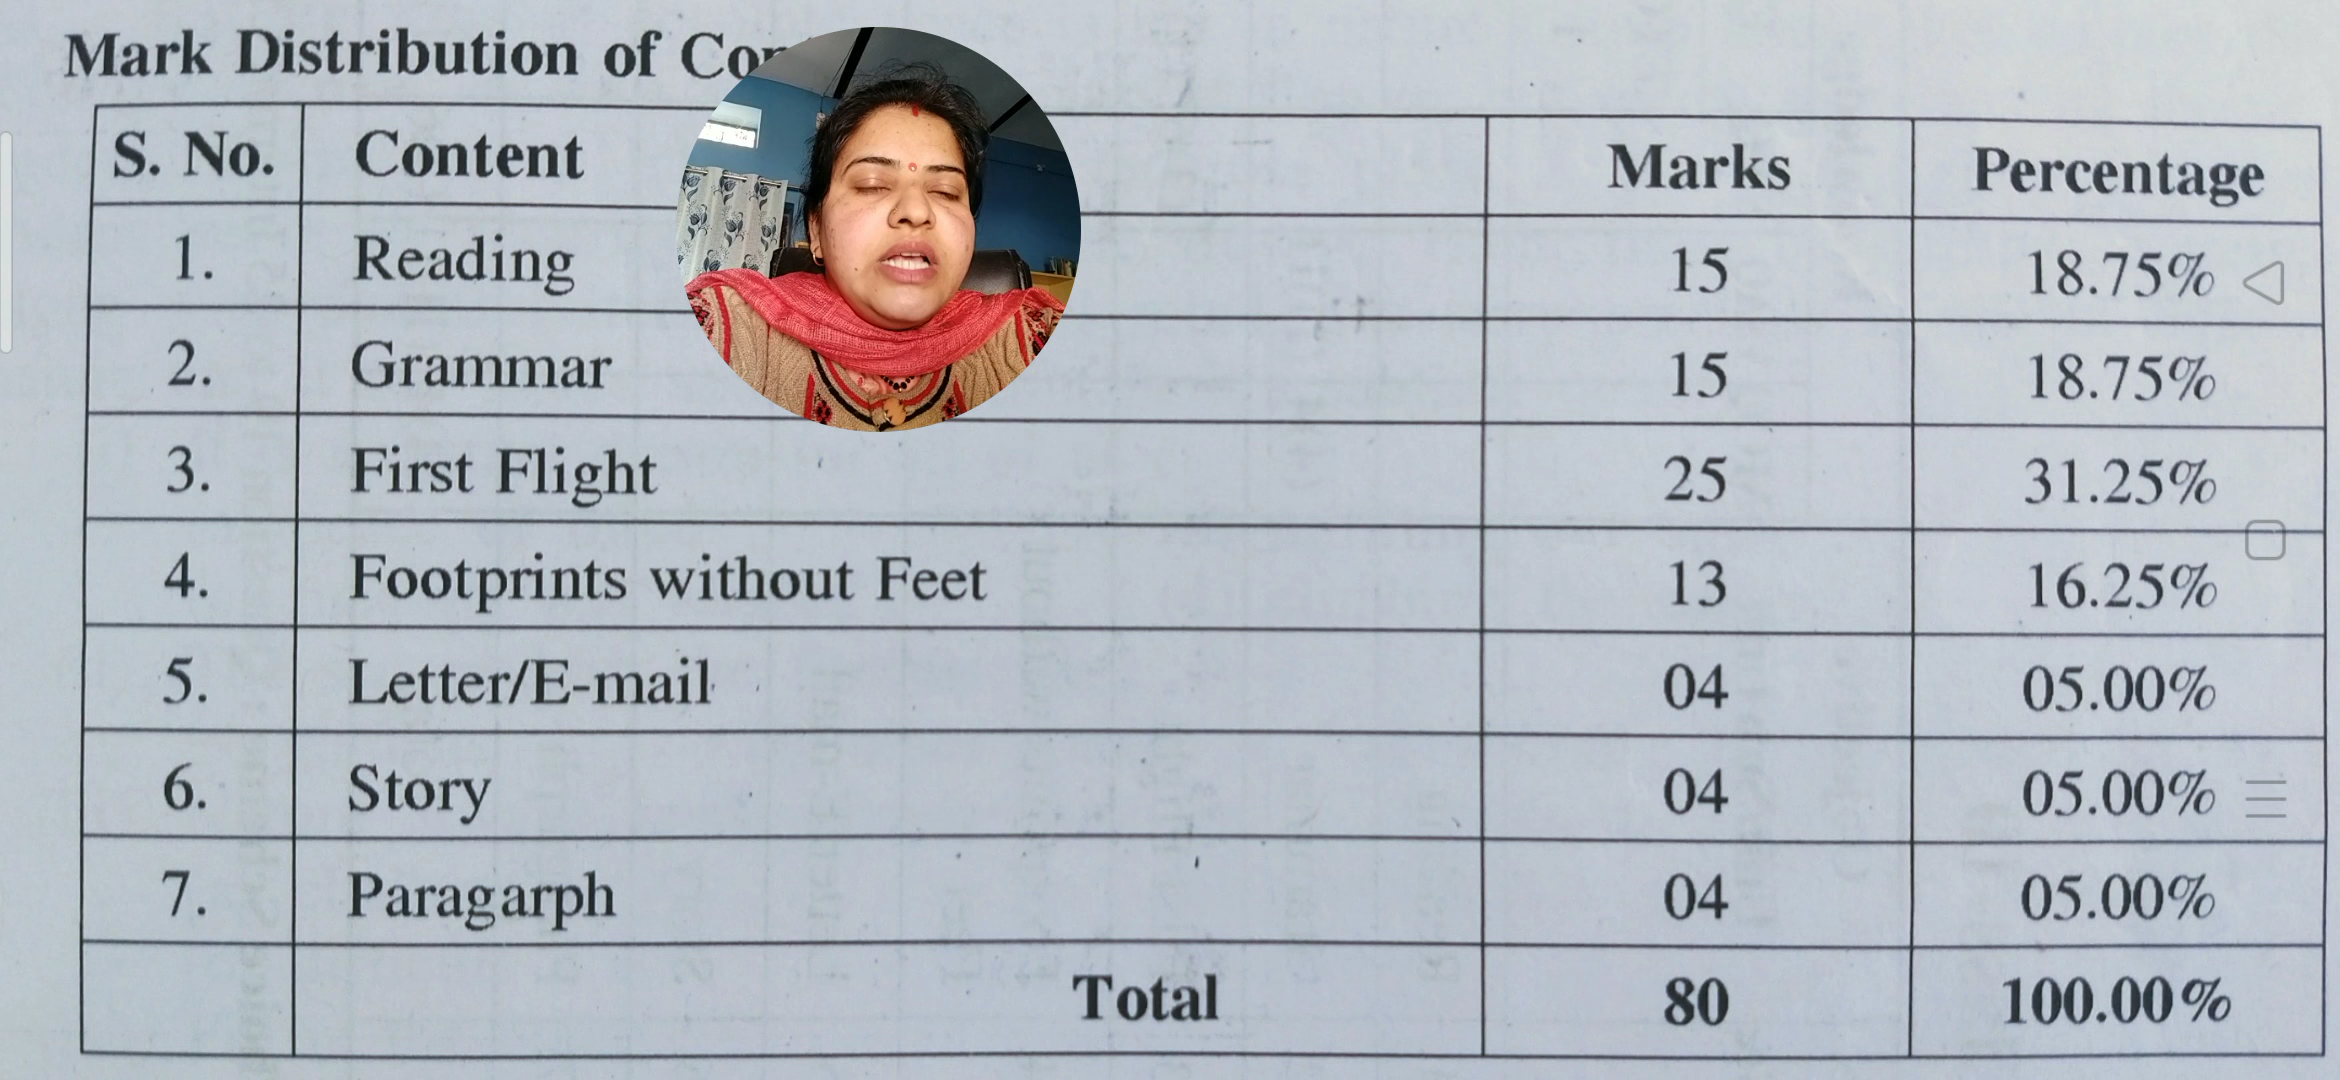 Mark Distribution of
S. No. Content Marks Percentage
1. Reading 15 18.75%
2. Grammar 15 18.75%
3. First Flight 25 31.25%
4. Footprints without Feet 13 16.25%
5. Letter/E-mail 04 05.00%
6. Story 04 05.00%
7. Paragarph 04 05.00%
Total 80 100.00%